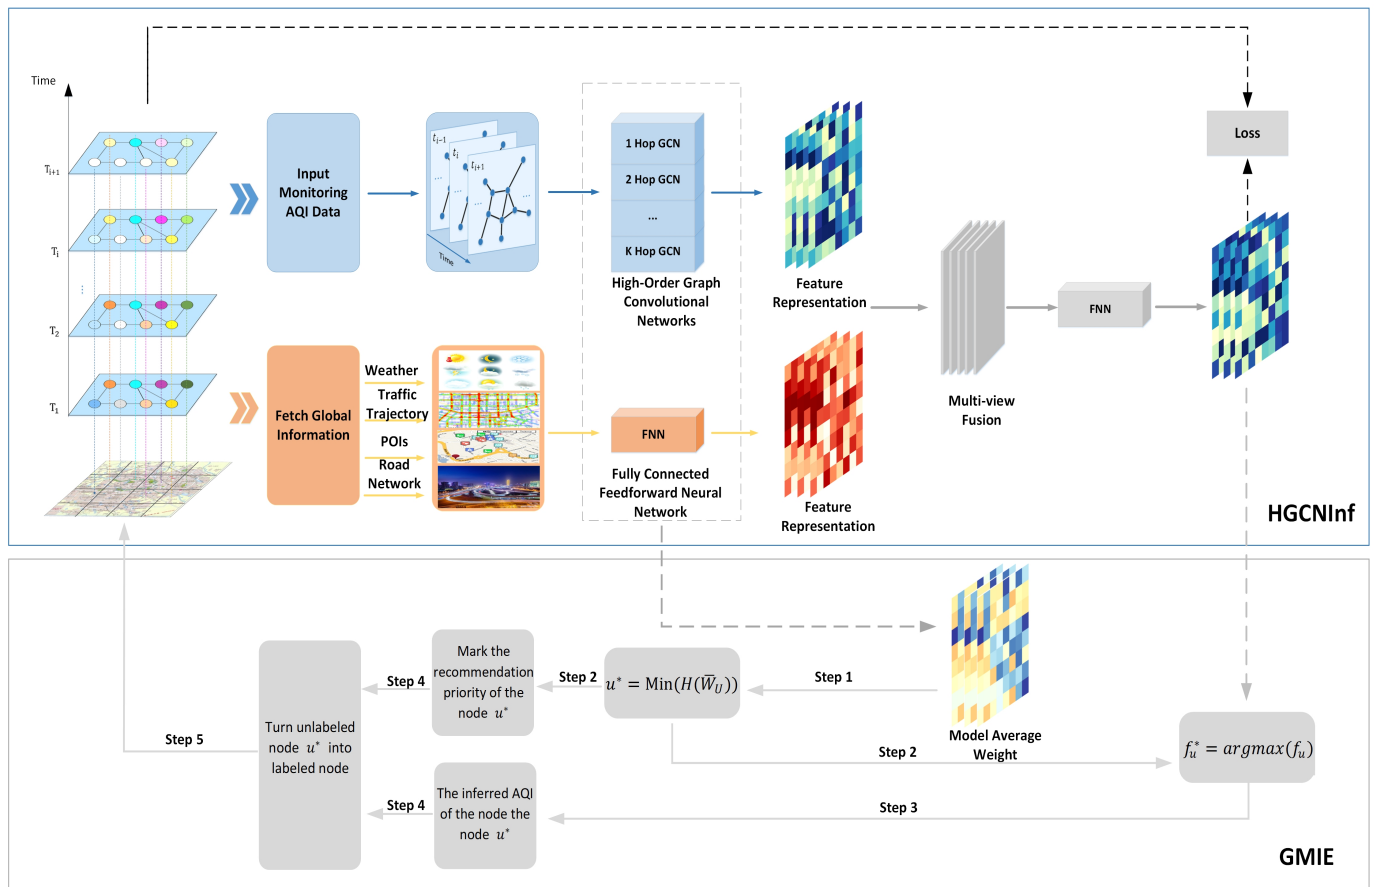 Time
T_{i+1}
T_i
⋮
T_2
T_1
Input
Monitoring
AQI Data
t_{i-1}
t_i
t_{i+1}
...
...
...
Time
1 Hop GCN
2 Hop GCN
...
K Hop GCN
High-Order Graph
Convolutional
Networks
Feature
Representation
Loss
Fetch Global
Information
Weather
Traffic
Trajectory
POIs
Road
Network
FNN
Fully Connected
Feedforward Neural
Network
Feature
Representation
Multi-view
Fusion
FNN
HGCNInf
Model Average
Weight
Step 1
u* = Min(H(W̄_U))
Step 2
Mark the
recommendation
priority of the
node u*
Step 2
f_u^* = argmax(f_u)
Step 3
The inferred AQI
of the node the
node u*
Step 4
Step 4
Turn unlabeled
node u* into
labeled node
Step 5
GMIE